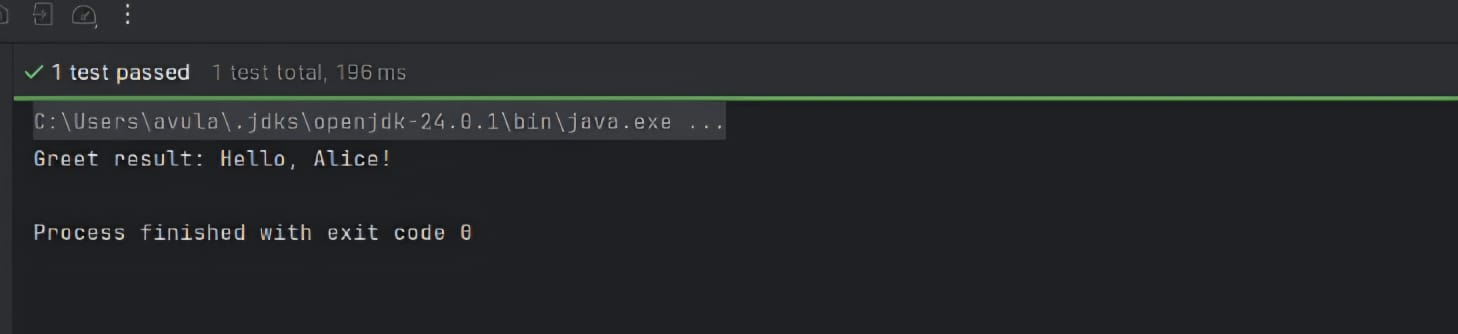 1 test passed 1 test total, 196 ms
C:\Users\avula\.jdks\openjdk-24.0.1\bin\java.exe ...
Greet result: Hello, Alice!
Process finished with exit code 0